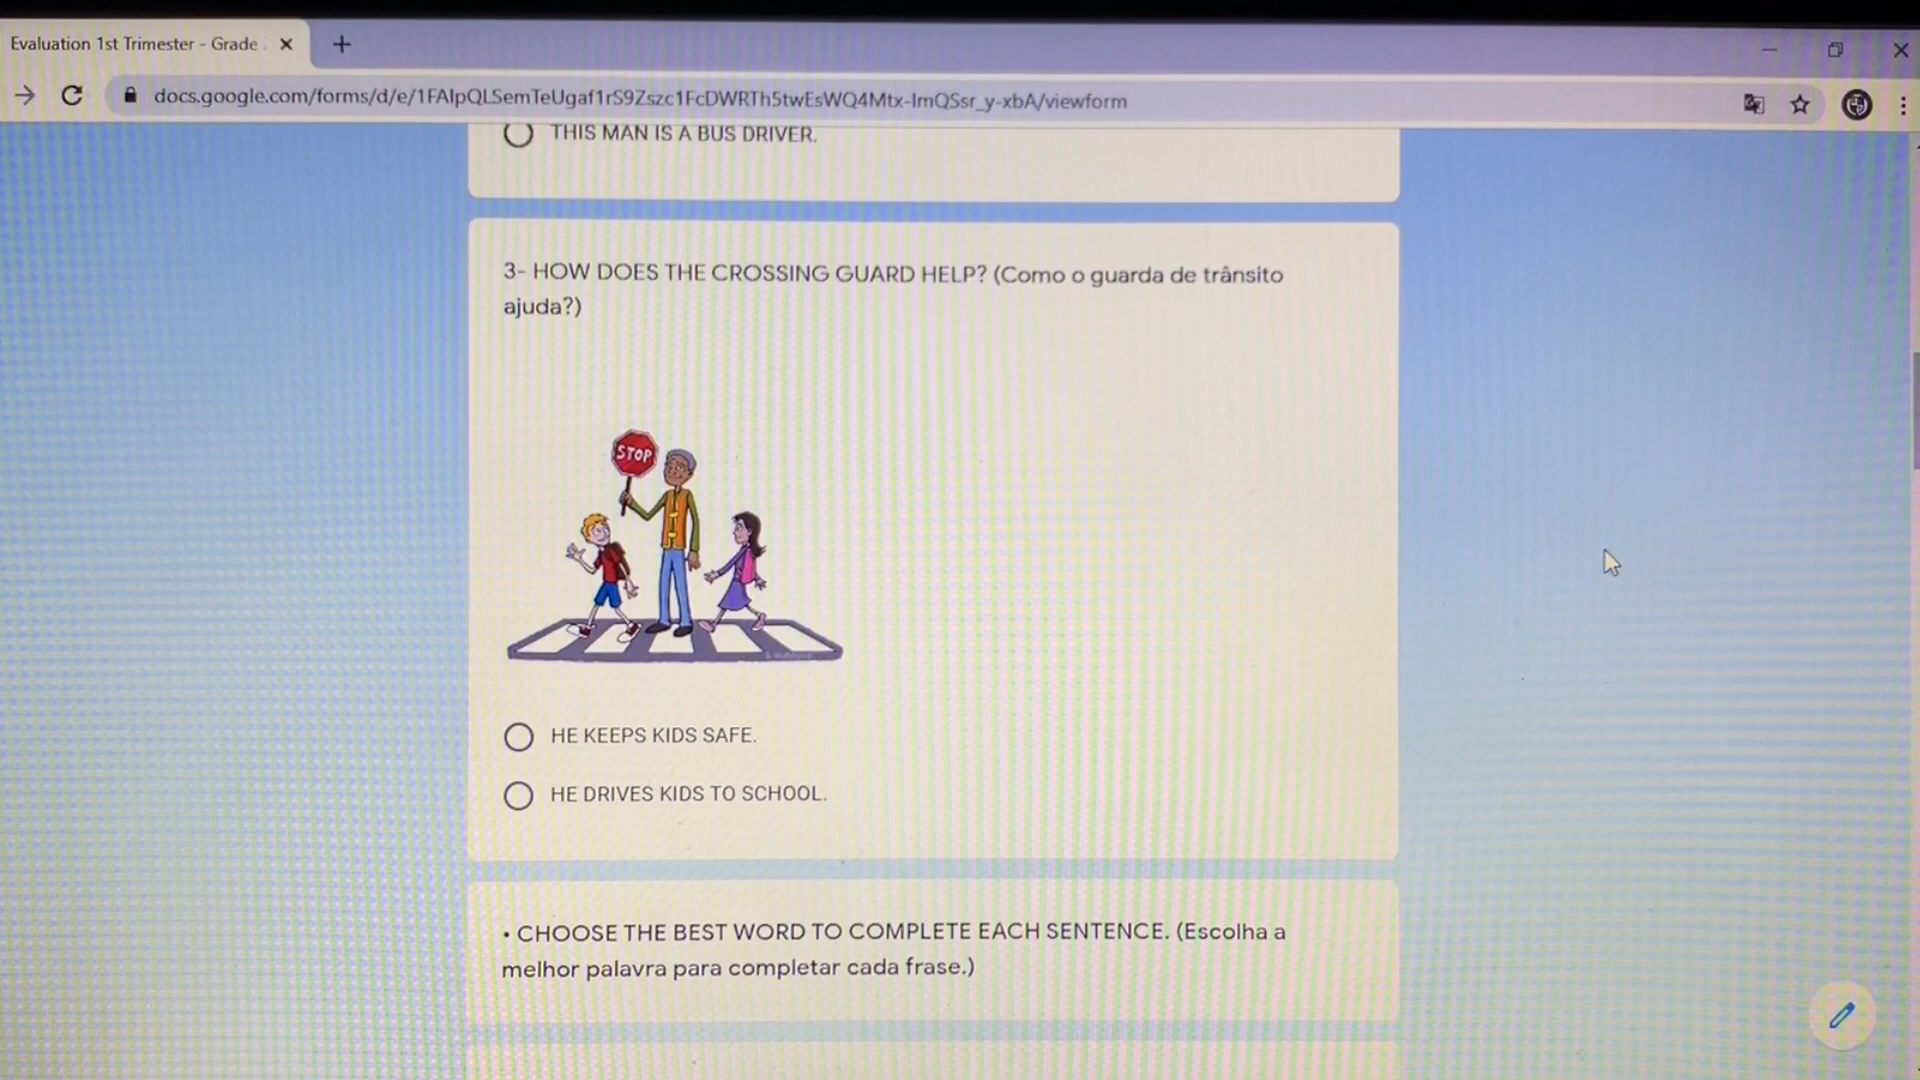 Evaluation 1st Trimester - Grade
docs.google.com/forms/d/e/1FAIpQLSemTeUgaf1rS9Zszc1FcDWRTh5twEsWQ4Mtx-ImQSsr_y-xbA/viewform
THIS MAN IS A BUS DRIVER.
3- HOW DOES THE CROSSING GUARD HELP? (Como o guarda de trânsito
ajuda?)
STOP
HE KEEPS KIDS SAFE.
HE DRIVES KIDS TO SCHOOL.
• CHOOSE THE BEST WORD TO COMPLETE EACH SENTENCE. (Escolha a
melhor palavra para completar cada frase.)